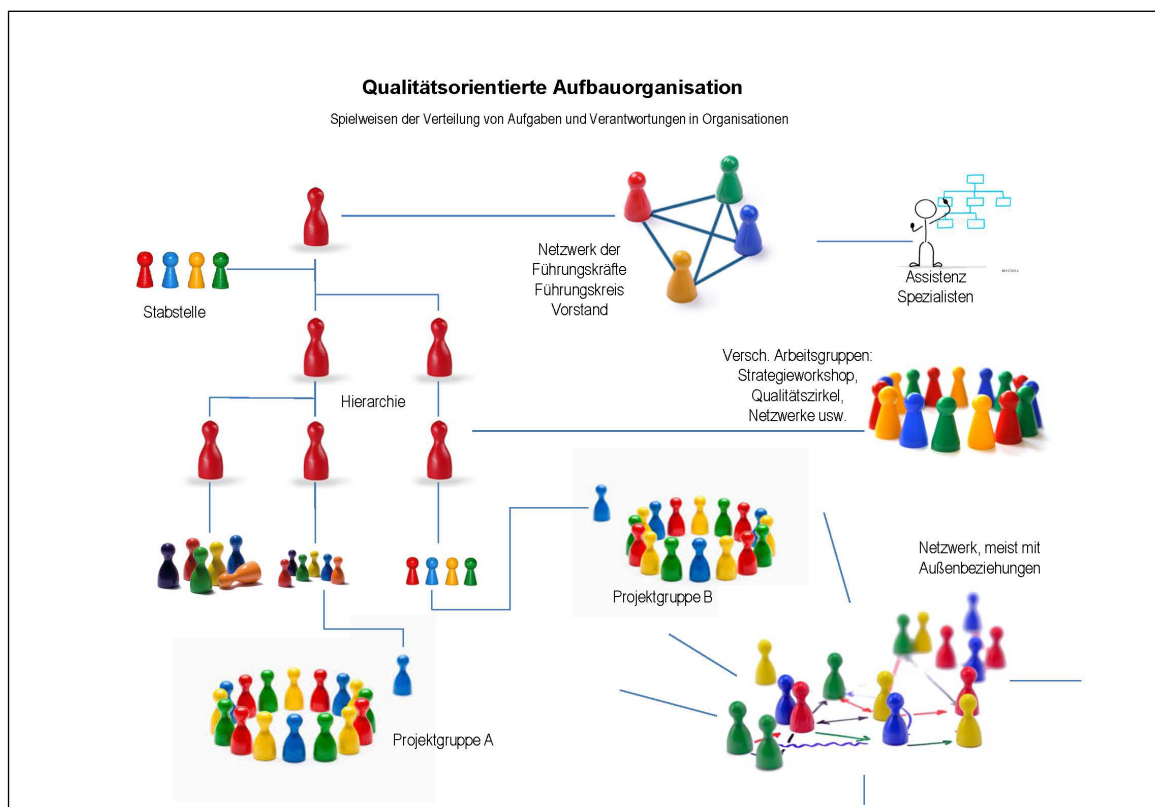 Qualitätsorientierte Aufbauorganisation
Spielweisen der Verteilung von Aufgaben und Verantwortungen in Organisationen
Netzwerk der
Führungskräfte
Führungskreis
Vorstand
Assistenz
Spezialisten
Stabstelle
Versch. Arbeitsgruppen:
Strategieworkshop,
Qualitätszirkel,
Netzwerke usw.
Hierarchie
Netzwerk, meist mit
Außenbeziehungen
Projektgruppe B
Projektgruppe A